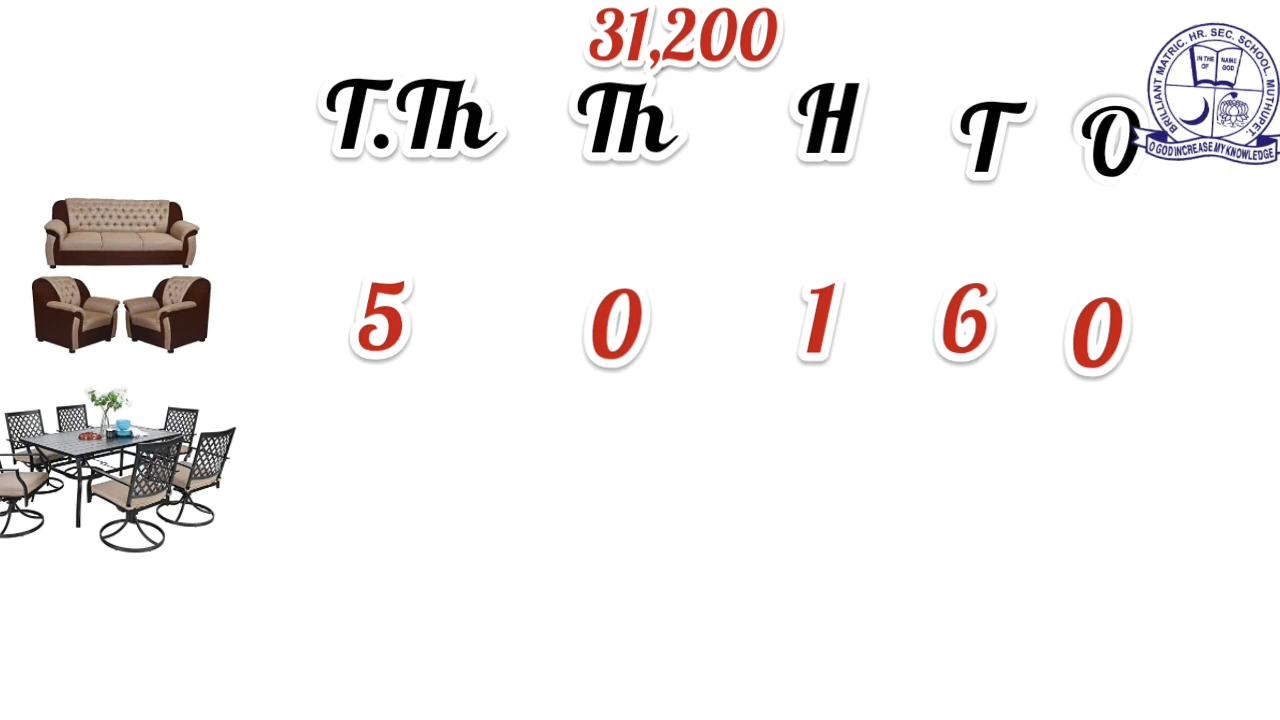 31,200
T.Th Th H T O
5 0 1 6 0
BRILLIANT MATRIC. HR. SEC. SCHOOL. MUTHUPET.
IN THE NAME
OF GOD
O GOD INCREASE MY KNOWLEDGE